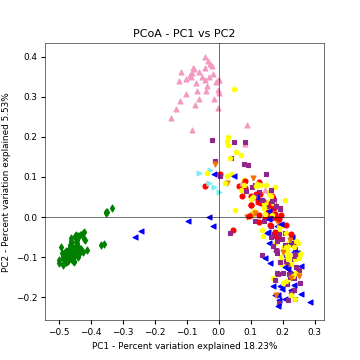 PCoA - PC1 vs PC2
PC2 - Percent variation explained 5.53%
0.4
0.3
0.2
0.1
0.0
−0.1
−0.2
−0.5 −0.4 −0.3 −0.2 −0.1 0.0 0.1 0.2 0.3
PC1 - Percent variation explained 18.23%